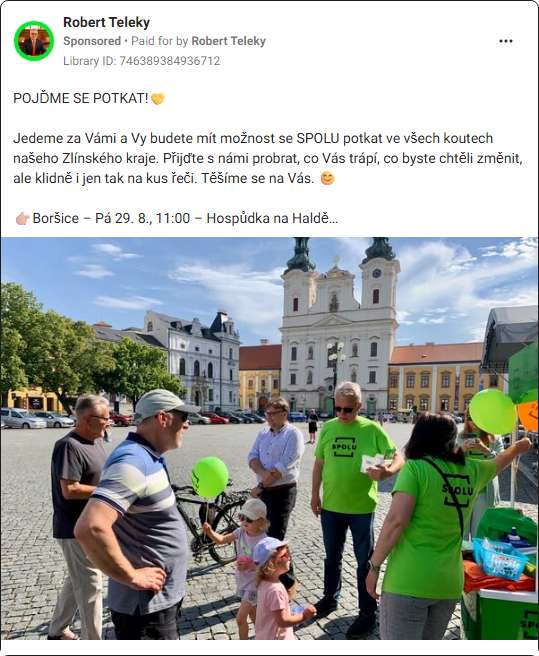 Robert Teleky
Sponsored • Paid for by Robert Teleky
Library ID: 746389384936712
POJĎME SE POTKAT!🤝
Jedeme za Vámi a Vy budete mít možnost se SPOLU potkat ve všech koutech
našeho Zlínského kraje. Přijďte s námi probrat, co Vás trápí, co byste chtěli změnit,
ale klidně i jen tak na kus řeči. Těšíme se na Vás. 😊
👉🏼Boršice – Pá 29. 8., 11:00 – Hospůdka na Haldě...
SPOLU
SPOLU